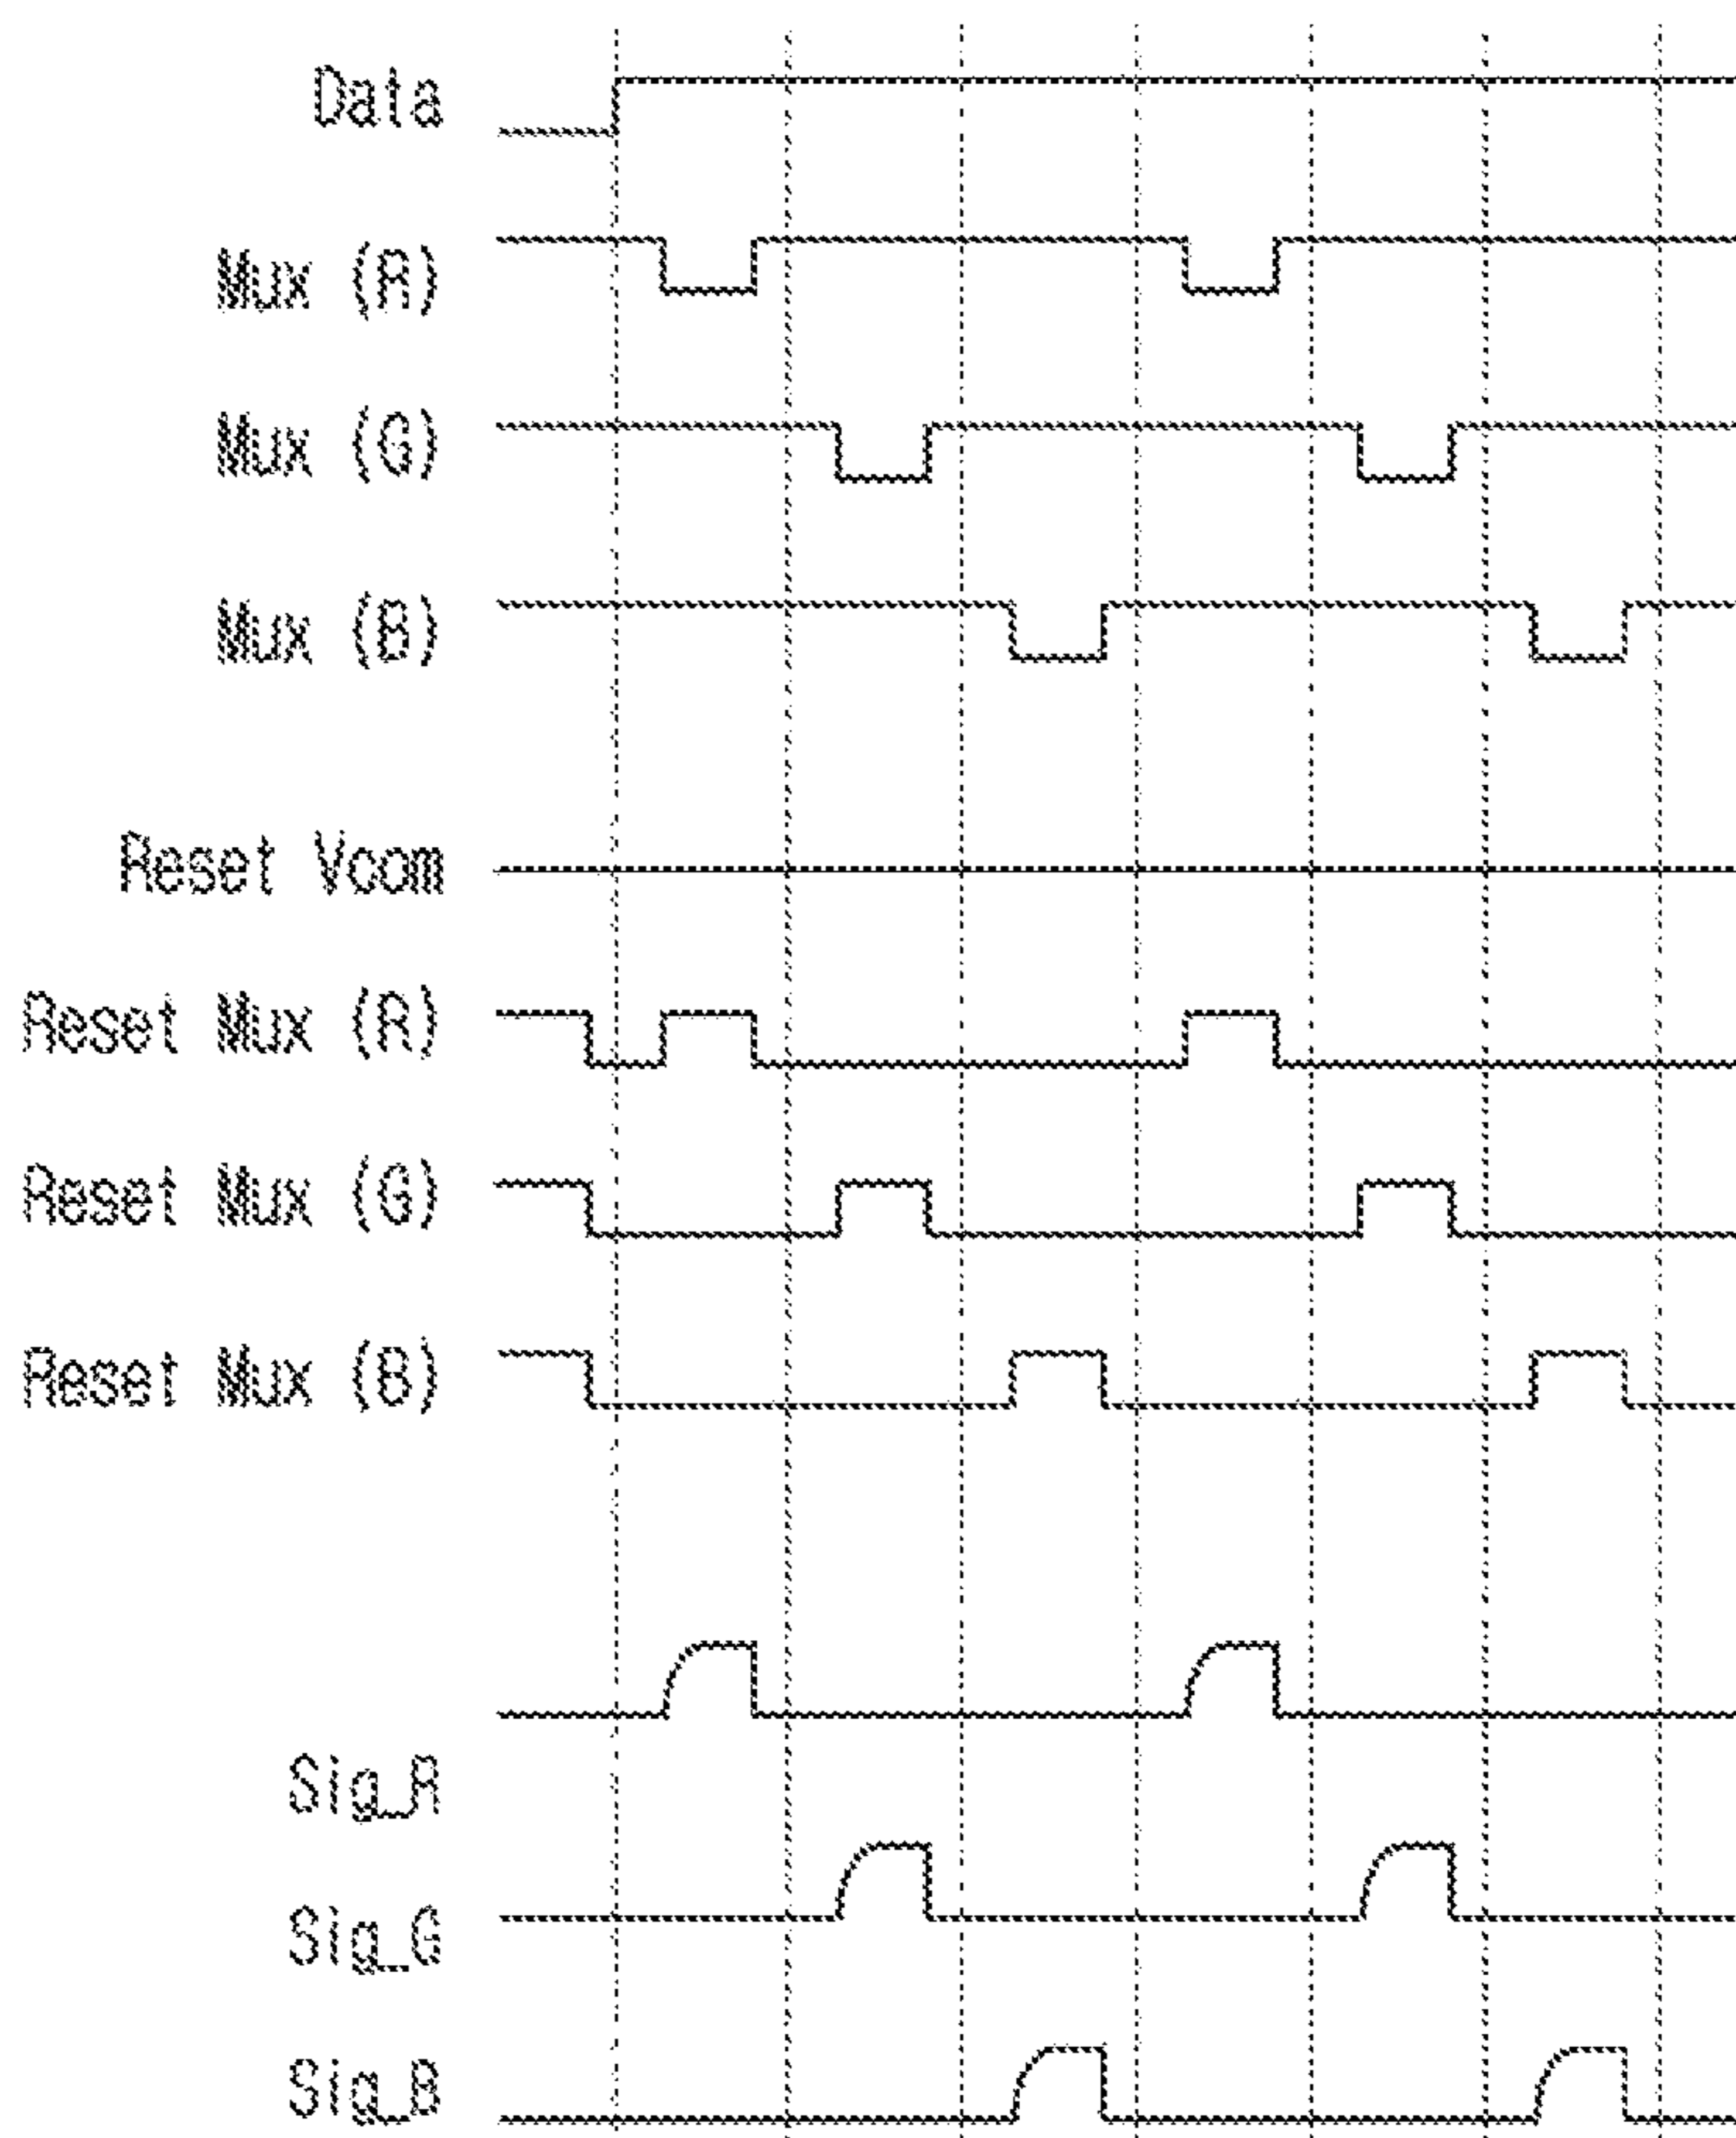 Data
Mux (R)
Mux (G)
Mux (B)
Reset Vcom
Reset Mux (R)
Reset Mux (G)
Reset Mux (B)
Sig_R
Sig_G
Sig_B